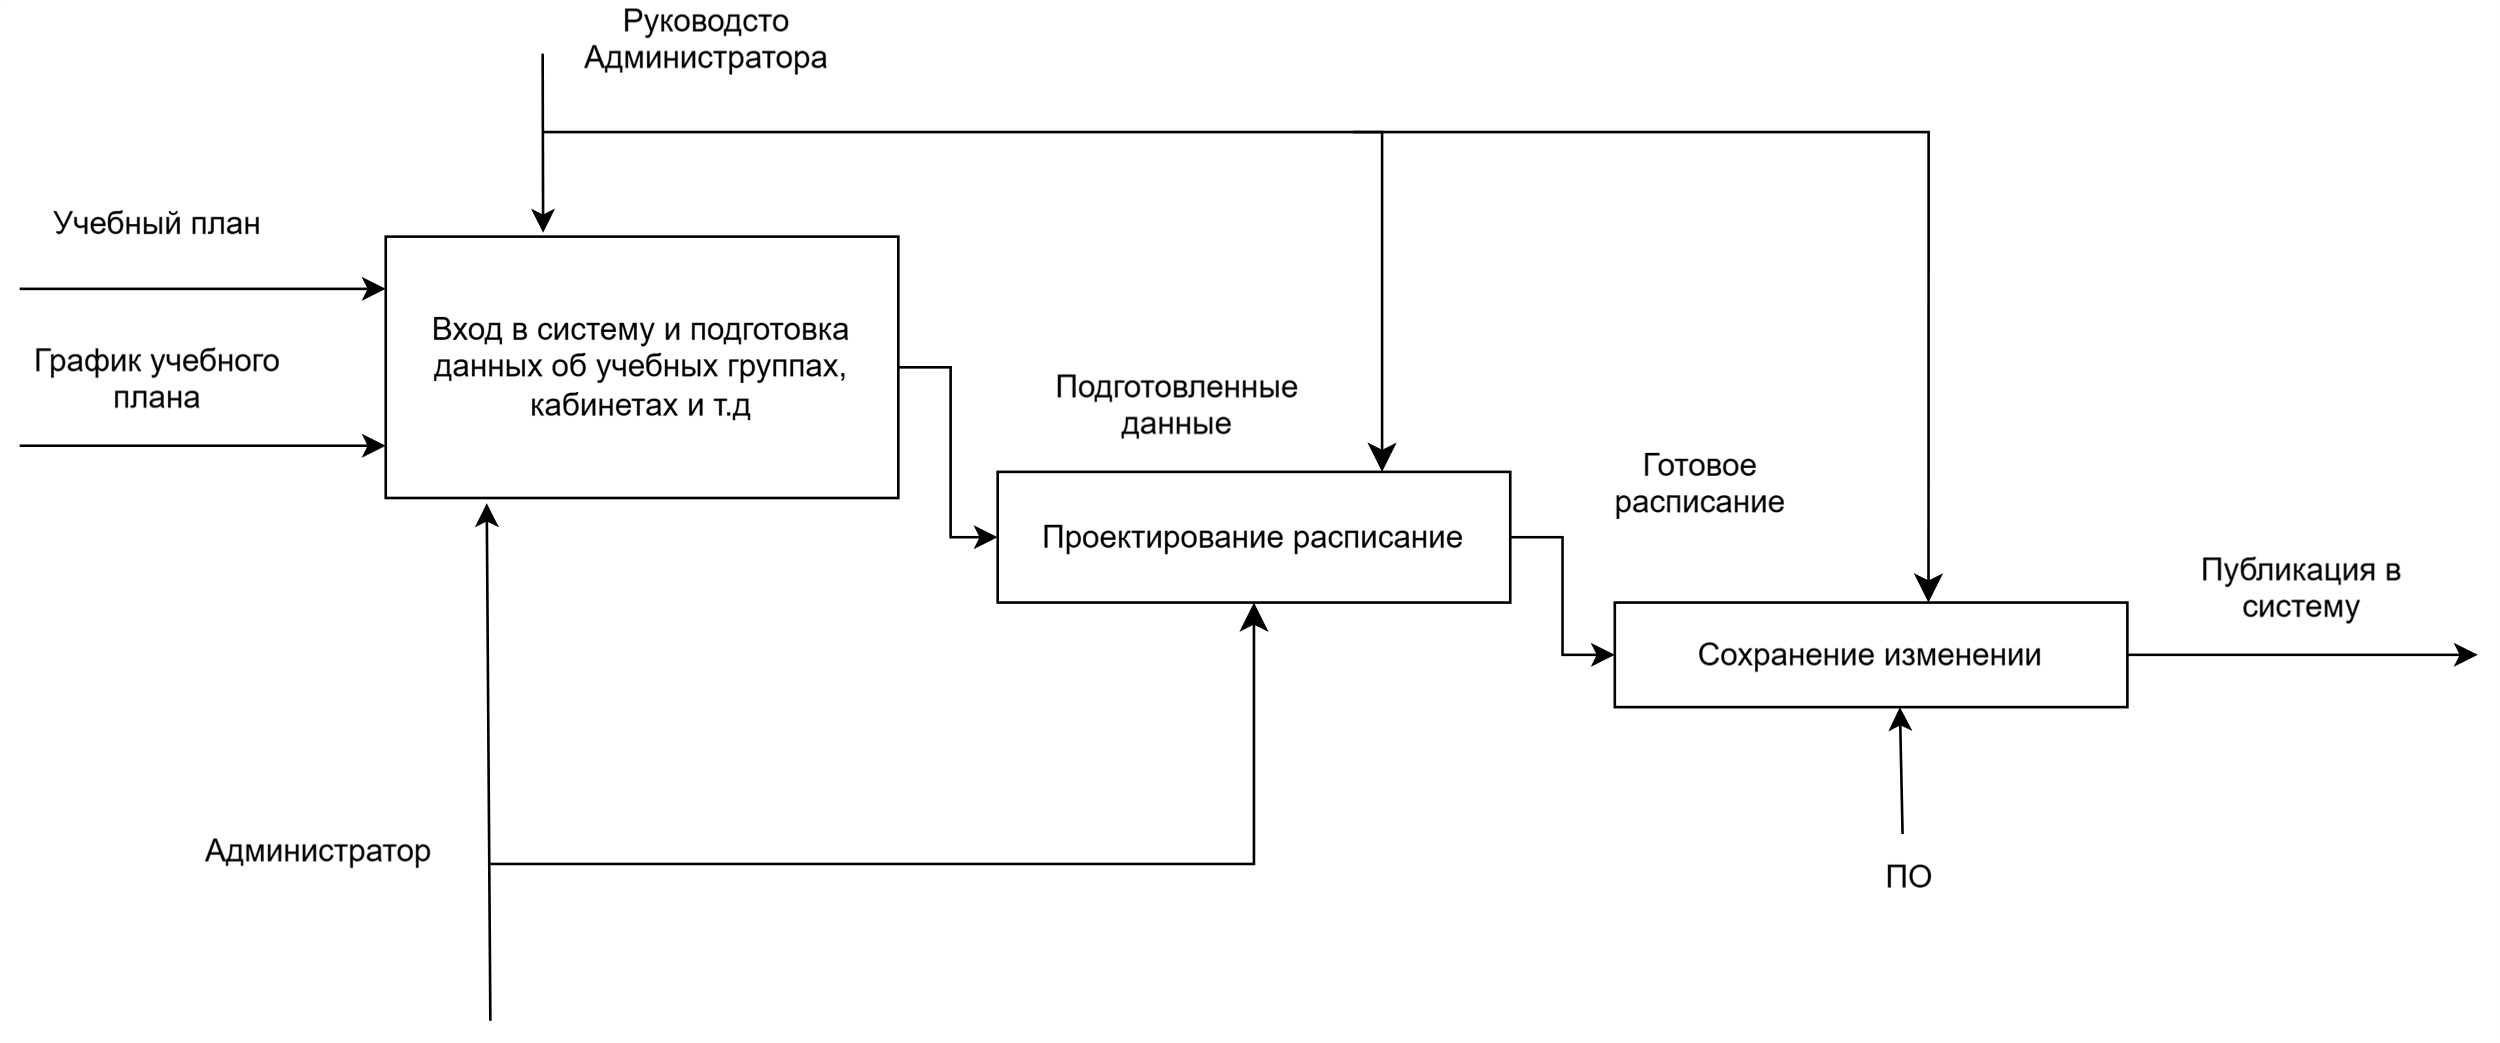 Руководсто
Администратора
Учебный план
График учебного
плана
Вход в систему и подготовка
данных об учебных группах,
кабинетах и т.д
Подготовленные
данные
Проектирование расписание
Готовое
расписание
Сохранение изменении
Публикация в
систему
Администратор
ПО